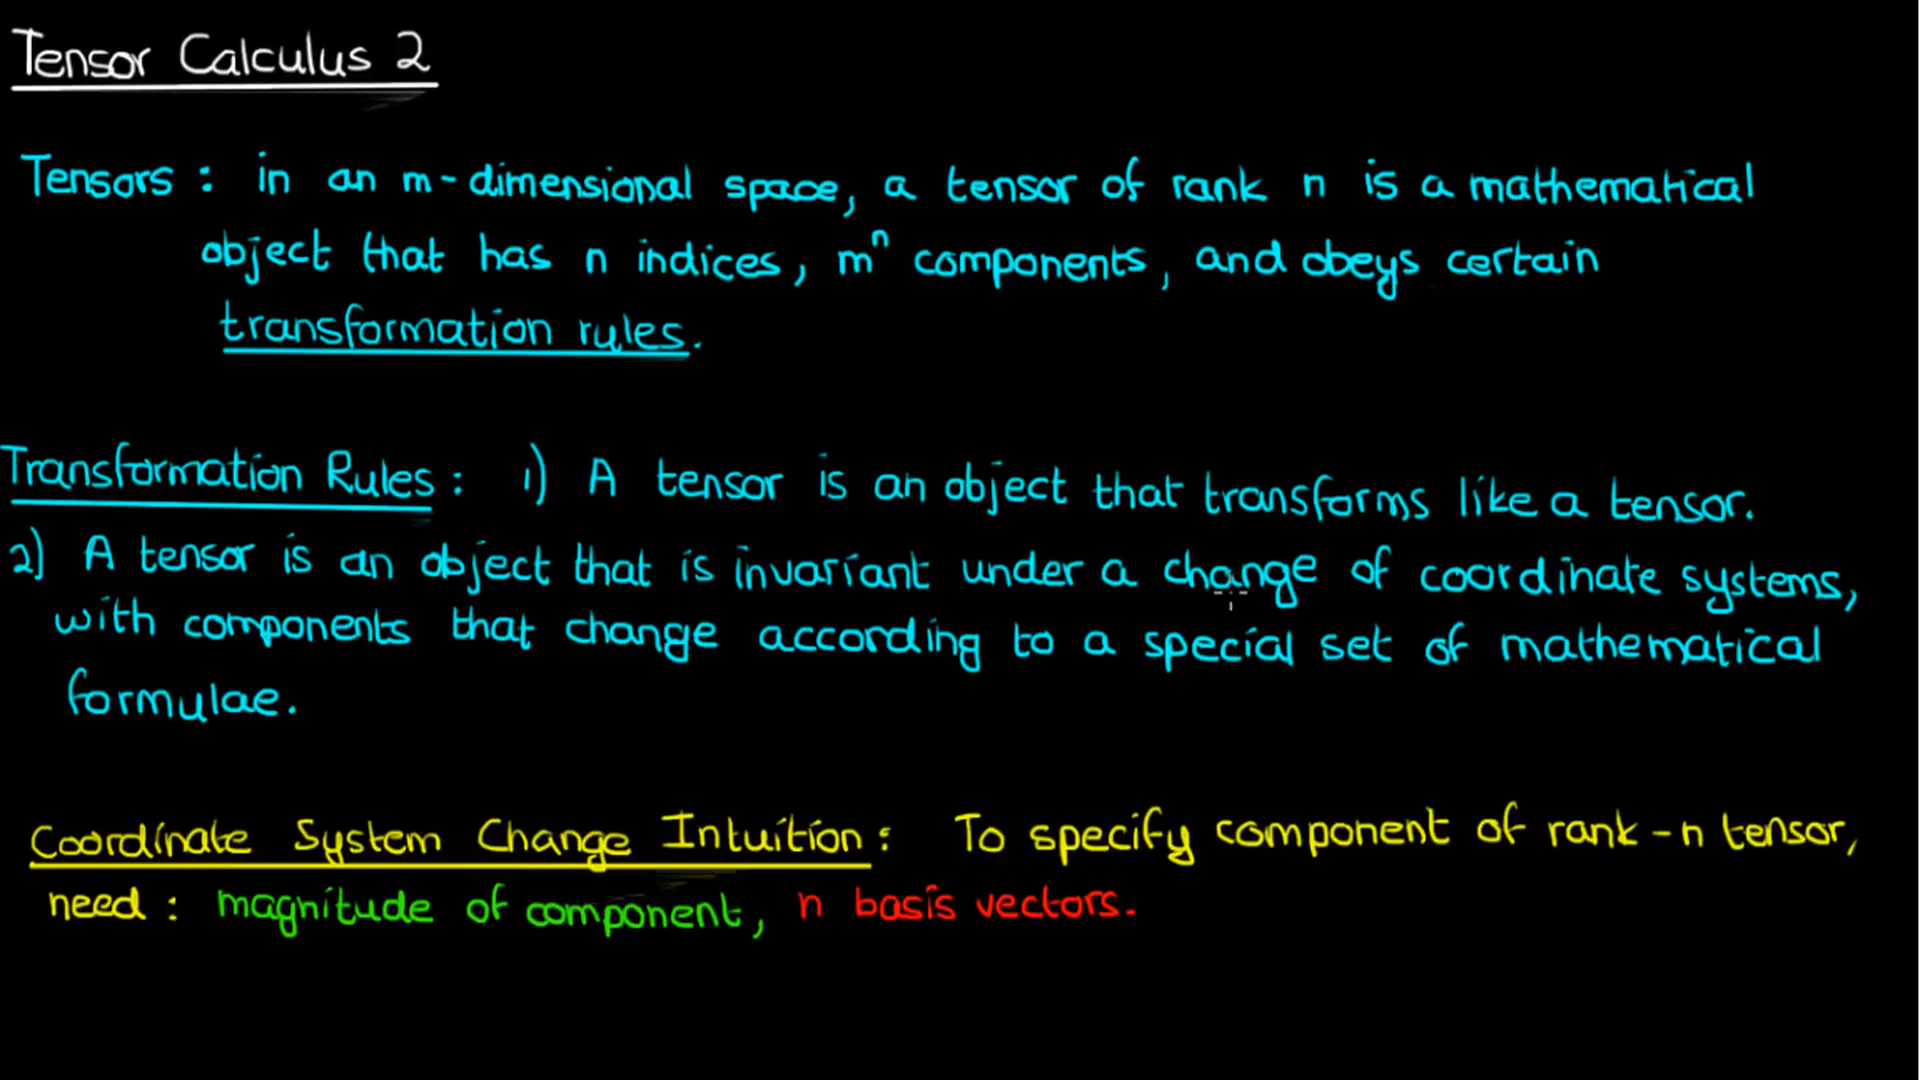 Tensor Calculus 2
Tensors : in an m-dimensional space, a tensor of rank n is a mathematical
object that has n indices, mⁿ components, and obeys certain
transformation rules.
Transformation Rules : 1) A tensor is an object that transforms like a tensor.
2) A tensor is an object that is invariant under a change of coordinate systems,
with components that change according to a special set of mathematical
formulae.
Coordinate System Change Intuition : To specify component of rank-n tensor,
need : magnitude of component, n basis vectors.